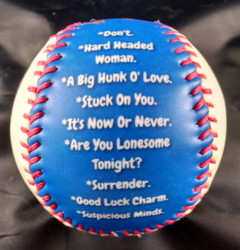 *Don't.
*Hard Headed
Woman.
*A Big Hunk O' Love.
*Stuck On You.
*It's Now Or Never.
*Are You Lonesome
Tonight?
*Surrender.
*Good Luck Charm.
*Suspicious Minds.